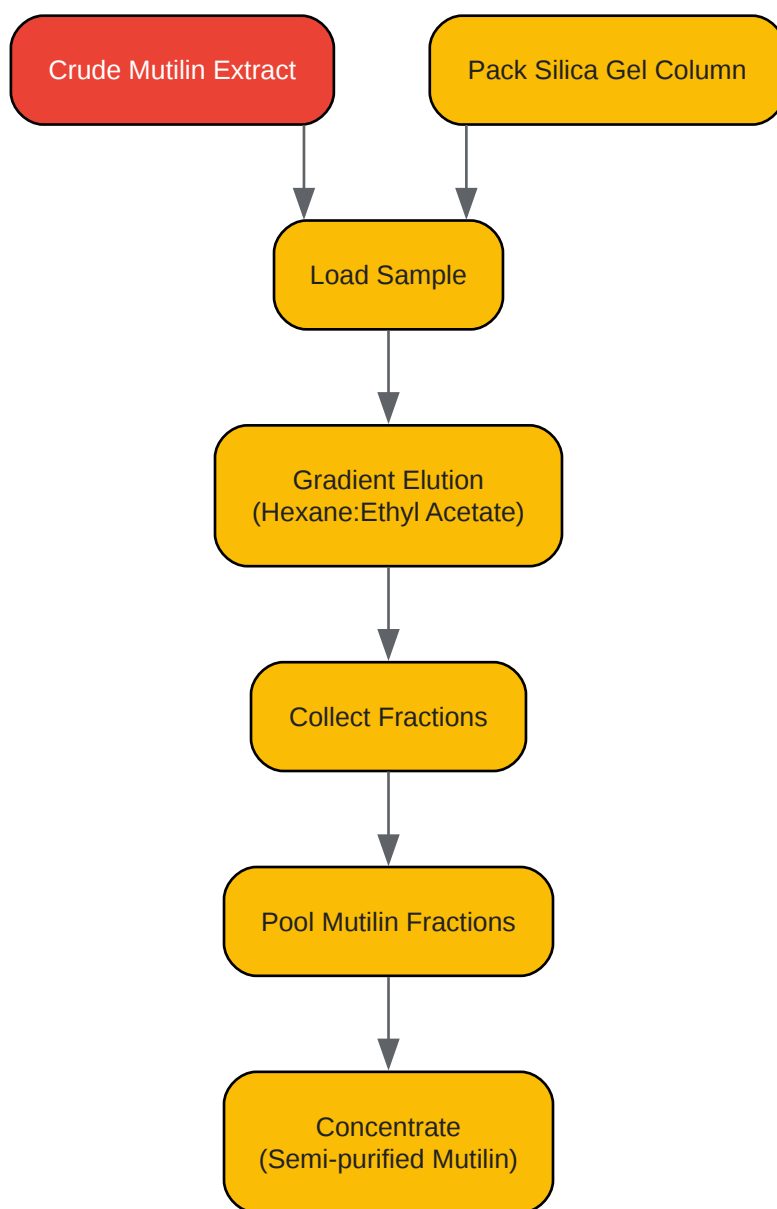 Crude Mutilin Extract
Pack Silica Gel Column
Load Sample
Gradient Elution
(Hexane:Ethyl Acetate)
Collect Fractions
Pool Mutilin Fractions
Concentrate
(Semi-purified Mutilin)